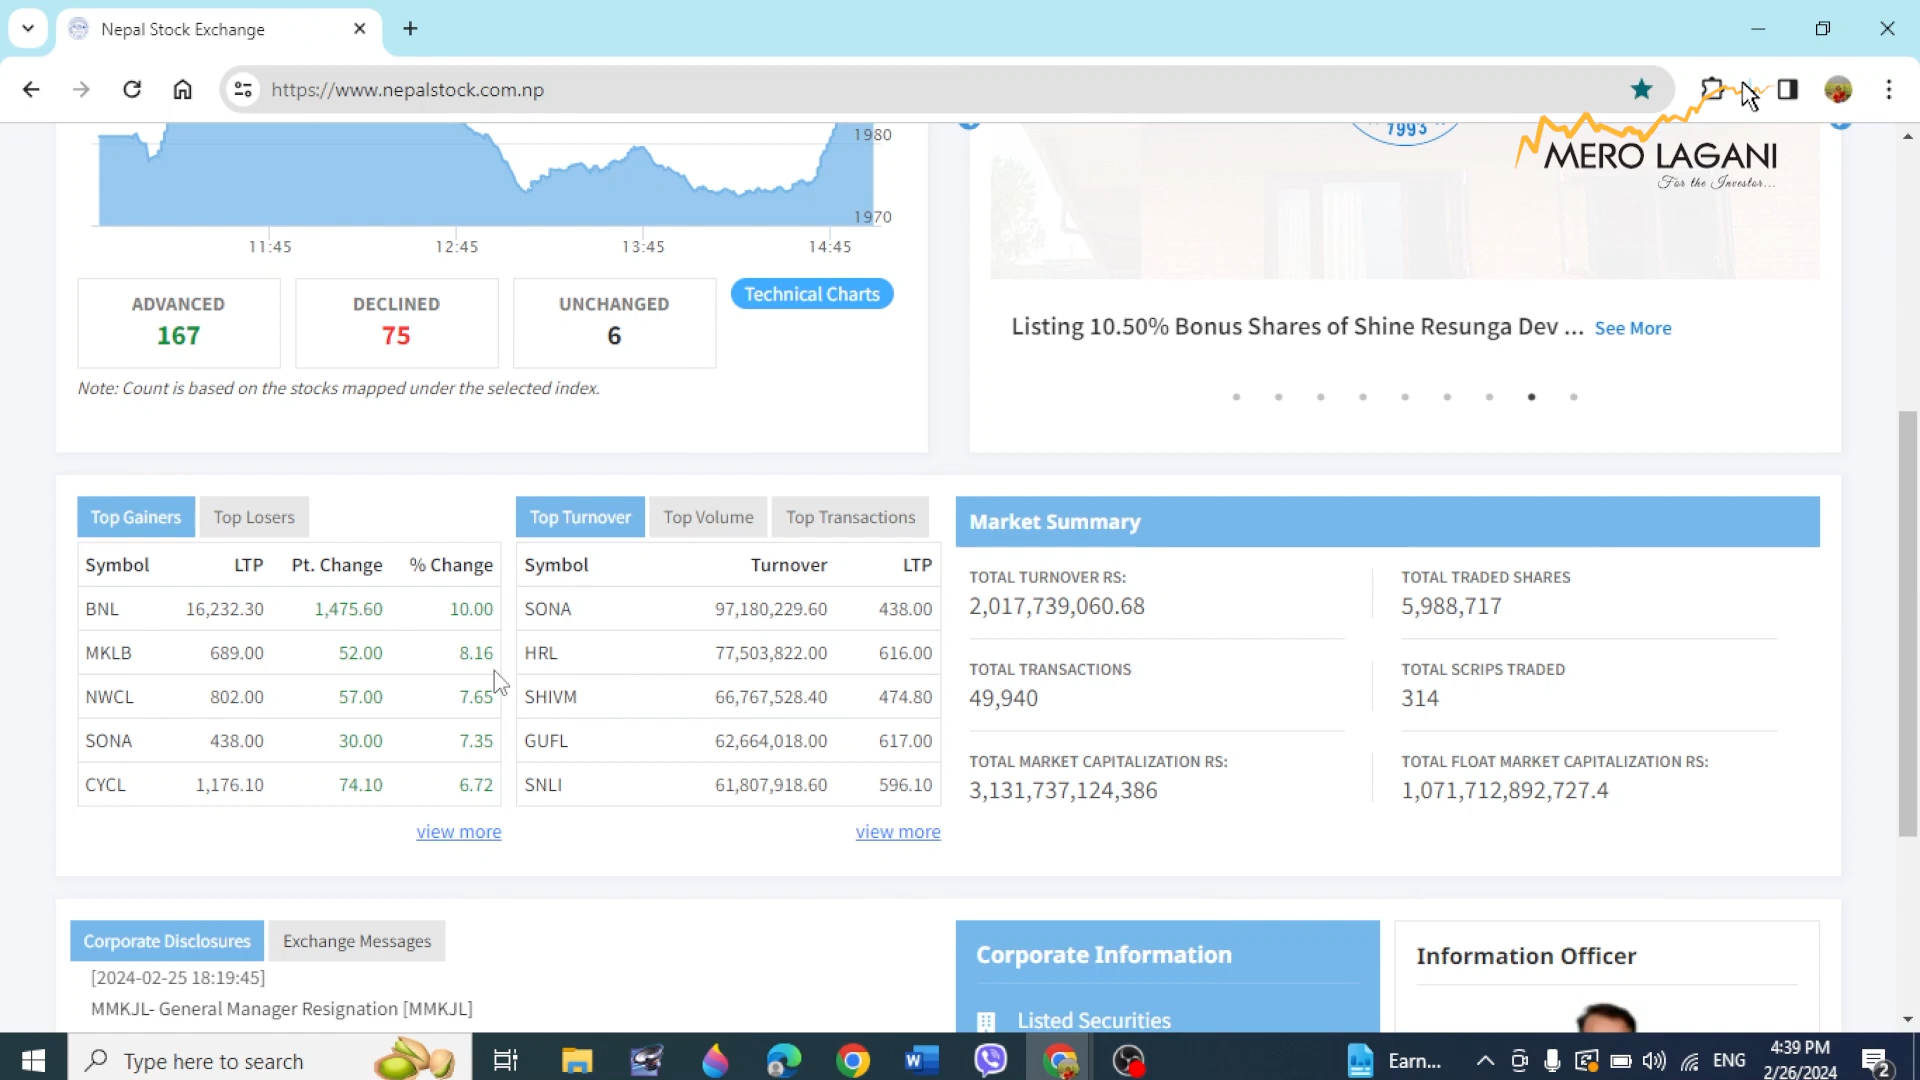 Nepal Stock Exchange
https://www.nepalstock.com.np
1980
1970
11:45 12:45 13:45 14:45
7993
MERO LAGANI
For the Investor...
ADVANCED
167
DECLINED
75
UNCHANGED
6
Technical Charts
Note: Count is based on the stocks mapped under the selected index.
Listing 10.50% Bonus Shares of Shine Resunga Dev ... See More
Top Gainers Top Losers
Symbol LTP Pt. Change % Change
BNL 16,232.30 1,475.60 10.00
MKLB 689.00 52.00 8.16
NWCL 802.00 57.00 7.65
SONA 438.00 30.00 7.35
CYCL 1,176.10 74.10 6.72
view more
Top Turnover Top Volume Top Transactions
Symbol Turnover LTP
SONA 97,180,229.60 438.00
HRL 77,503,822.00 616.00
SHIVM 66,767,528.40 474.80
GUFL 62,664,018.00 617.00
SNLI 61,807,918.60 596.10
view more
Market Summary
TOTAL TURNOVER RS:
2,017,739,060.68
TOTAL TRADED SHARES
5,988,717
TOTAL TRANSACTIONS
49,940
TOTAL SCRIPS TRADED
314
TOTAL MARKET CAPITALIZATION RS:
3,131,737,124,386
TOTAL FLOAT MARKET CAPITALIZATION RS:
1,071,712,892,727.4
Corporate Disclosures Exchange Messages
[2024-02-25 18:19:45]
MMKJL- General Manager Resignation [MMKJL]
Corporate Information
Listed Securities
Information Officer
Type here to search
Earn...
ENG
4:39 PM
2/26/2024
2